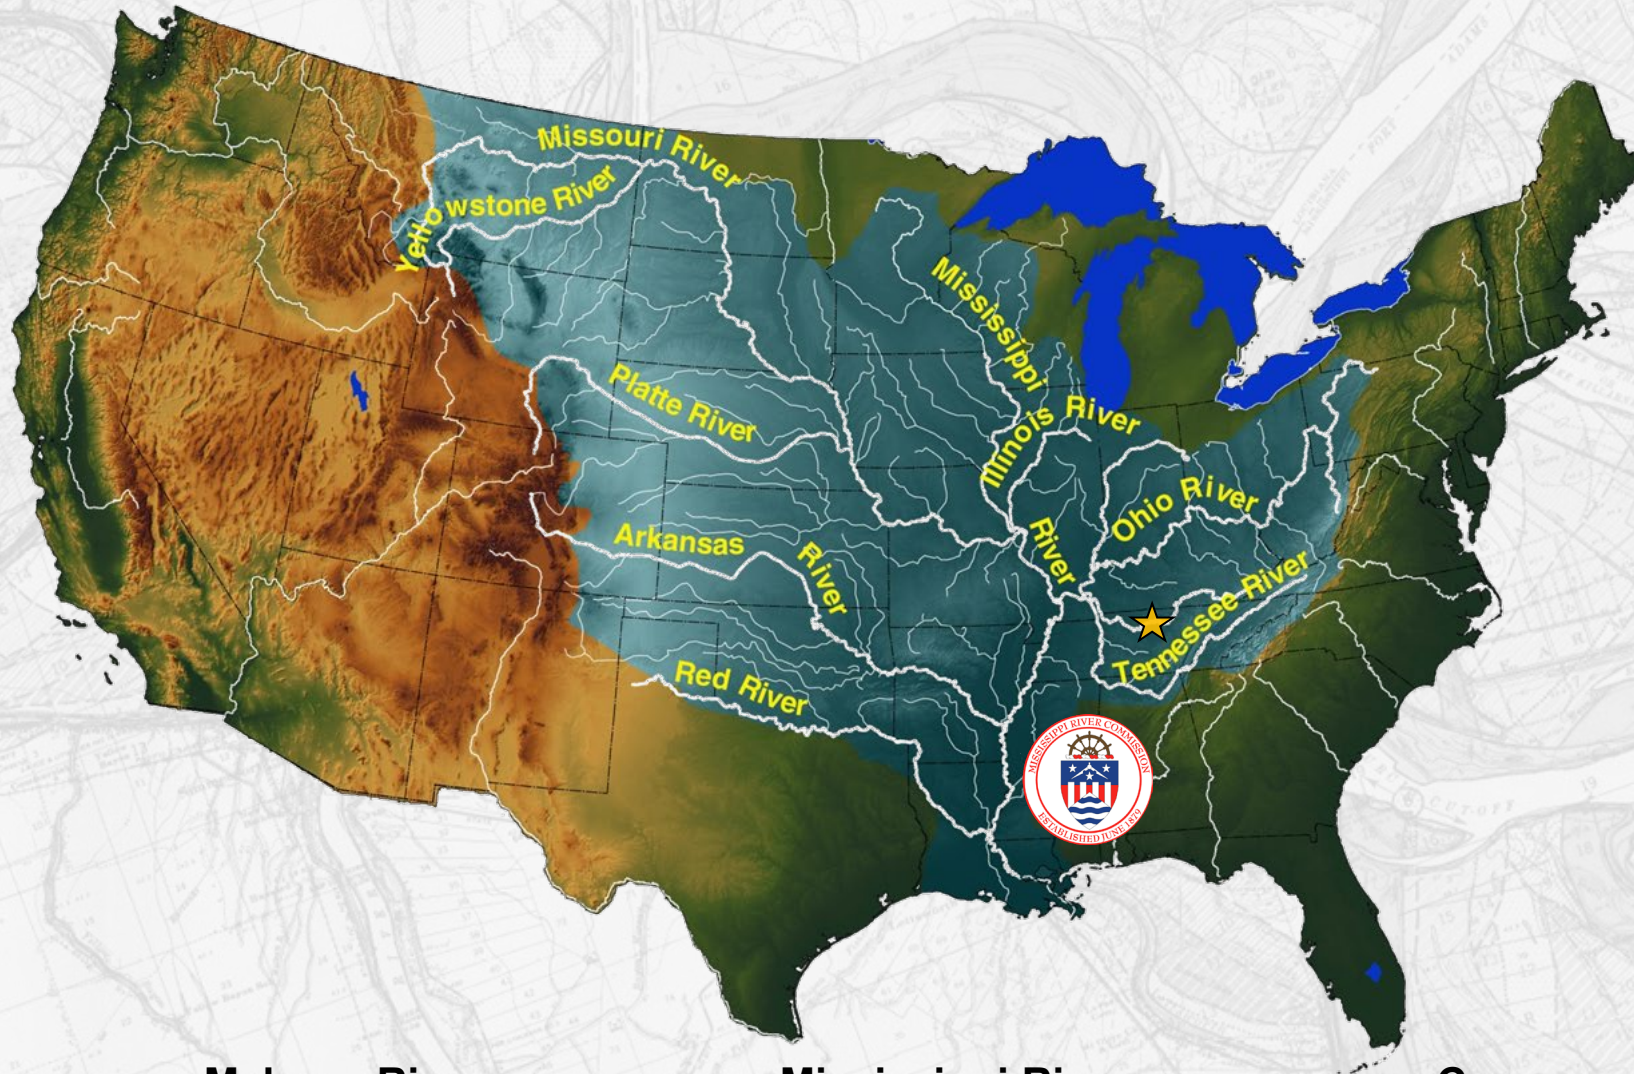 Missouri River
Yellowstone River
Mississippi
Platte River
Illinois River
Ohio River
River
Arkansas
River
Tennessee River
Red River
MISSISSIPPI RIVER COMMISSION
ESTABLISHED JUNE 1879